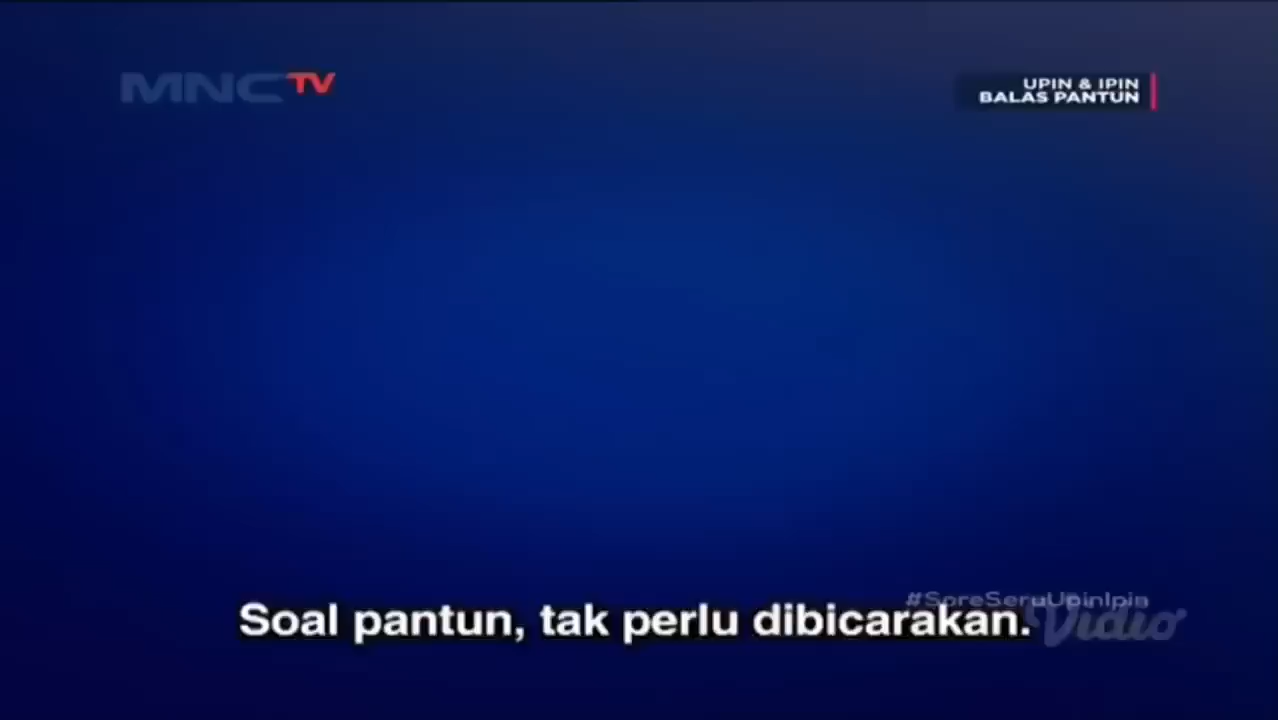 MNCTV
UPIN & IPIN
BALAS PANTUN
#SoreSeruUpinIpin
Soal pantun, tak perlu dibicarakan.
Vidio